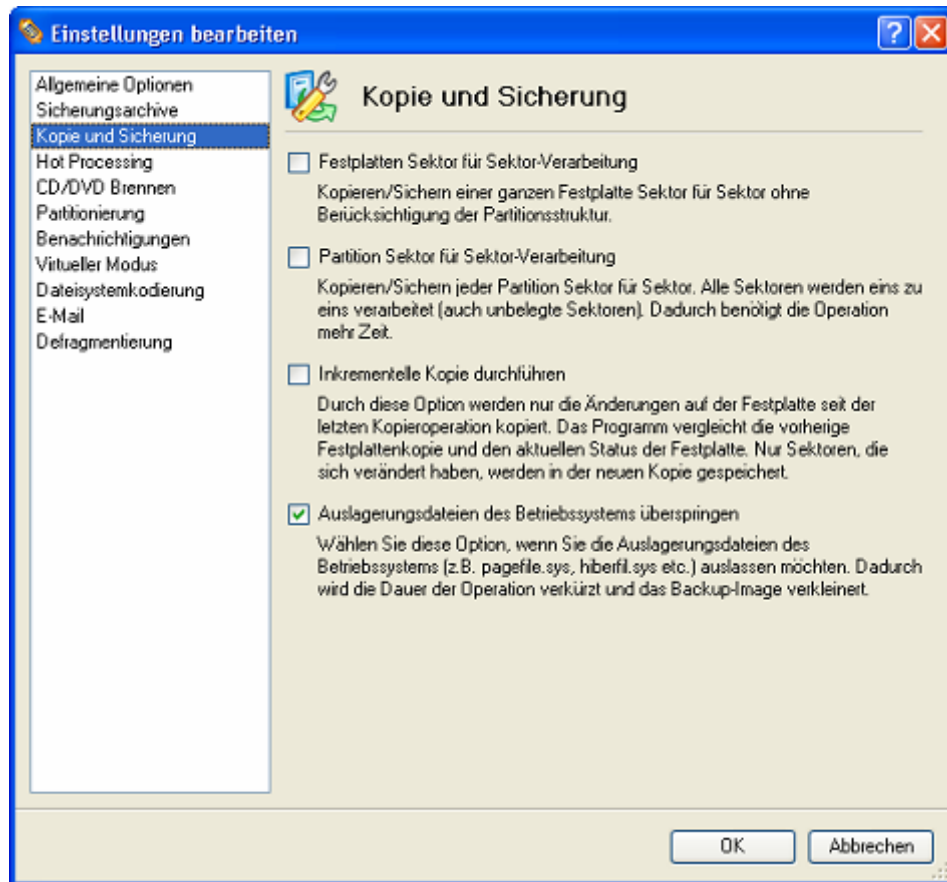 Einstellungen bearbeiten
Allgemeine Optionen
Sicherungsarchive
Kopie und Sicherung
Hot Processing
CD/DVD Brennen
Partitionierung
Benachrichtigungen
Virtueller Modus
Dateisystemkodierung
E-Mail
Defragmentierung
Kopie und Sicherung
Festplatten Sektor für Sektor-Verarbeitung
Kopieren/Sichern einer ganzen Festplatte Sektor für Sektor ohne
Berücksichtigung der Partitionsstruktur.
Partition Sektor für Sektor-Verarbeitung
Kopieren/Sichern jeder Partition Sektor für Sektor. Alle Sektoren werden eins zu
eins verarbeitet (auch unbelegte Sektoren). Dadurch benötigt die Operation
mehr Zeit.
Inkrementelle Kopie durchführen
Durch diese Option werden nur die Änderungen auf der Festplatte seit der
letzten Kopieroperation kopiert. Das Programm vergleicht die vorherige
Festplattenkopie und den aktuellen Status der Festplatte. Nur Sektoren, die
sich verändert haben, werden in der neuen Kopie gespeichert.
Auslagerungsdateien des Betriebssystems überspringen
Wählen Sie diese Option, wenn Sie die Auslagerungsdateien des
Betriebssystems (z.B. pagefile.sys, hiberfil.sys etc.) auslassen möchten. Dadurch
wird die Dauer der Operation verkürzt und das Backup-Image verkleinert.
OK
Abbrechen